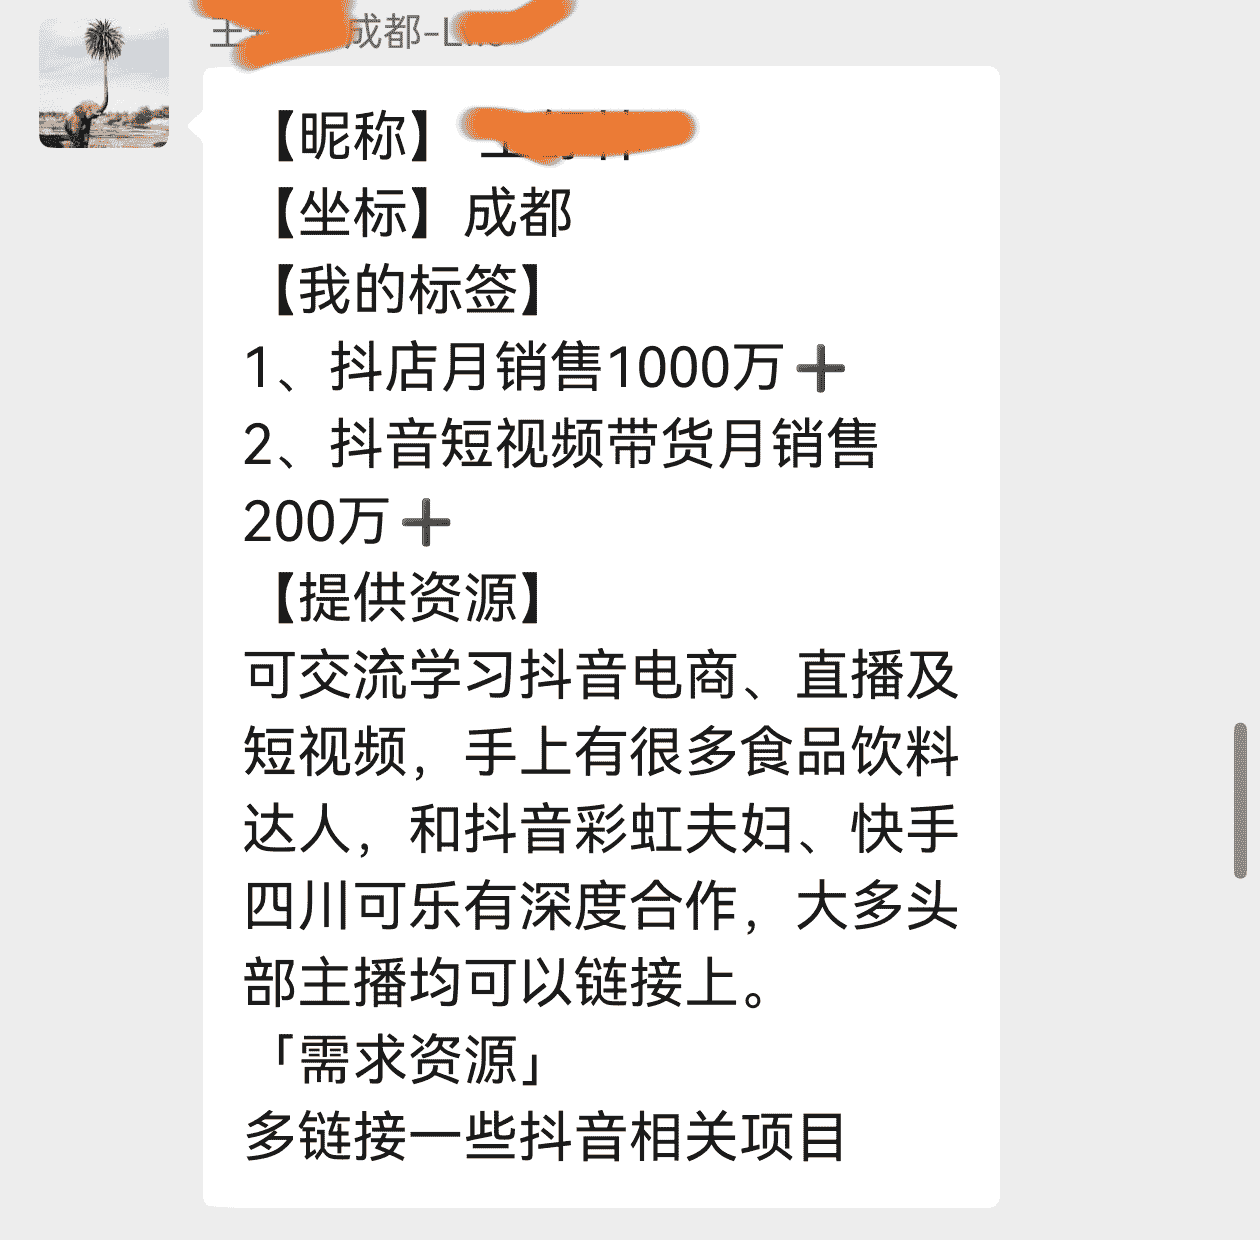 成都-L
【昵称】
【坐标】成都
【我的标签】
1、抖店月销售1000万➕
2、抖音短视频带货月销售
200万➕
【提供资源】
可交流学习抖音电商、直播及
短视频，手上有很多食品饮料
达人，和抖音彩虹夫妇、快手
四川可乐有深度合作，大多头
部主播均可以链接上。
「需求资源」
多链接一些抖音相关项目